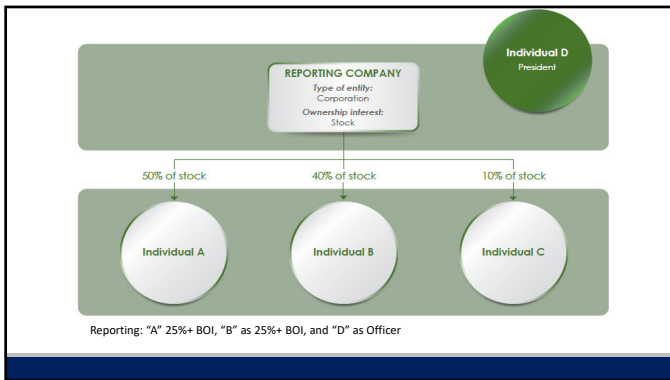 Individual D
President
REPORTING COMPANY
Type of entity:
Corporation
Ownership interest:
Stock
50% of stock
40% of stock
10% of stock
Individual A
Individual B
Individual C
Reporting: “A” 25%+ BOI, “B” as 25%+ BOI, and “D” as Officer